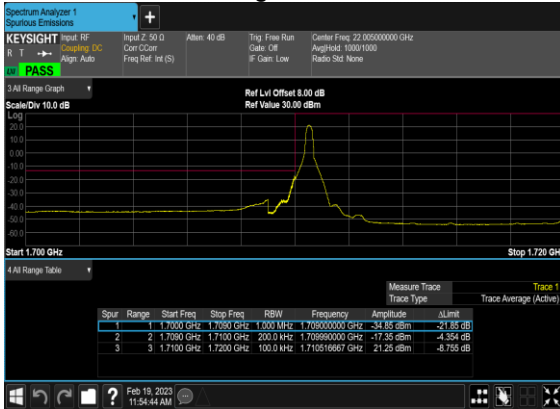 Spectrum Analyzer 1
Spurious Emissions
KEYSIGHT Input: RF Input Z: 50 Ω Atten: 40 dB Trig: Free Run Center Freq: 22.005000000 GHz
R T Coupling: DC Corr CCorr Gate: Off Avg|Hold: 1000/1000
Align: Auto Freq Ref: Int (S) IF Gain: Low Radio Std: None
PASS
3 All Range Graph
Ref Lvl Offset 8.00 dB
Scale/Div 10.0 dB Ref Value 30.00 dBm
Log
20.0
10.0
0.00
-10.0
-20.0
-30.0
-40.0
-50.0
-60.0
Start 1.700 GHz Stop 1.720 GH
4 All Range Table
Measure Trace Trace 1
Trace Type Trace Average (Active)
Spur Range Start Freq Stop Freq RBW Frequency Amplitude ΔLimit
1 1 1.7000 GHz 1.7090 GHz 1.000 MHz 1.709000000 GHz -34.85 dBm -21.85 dB
2 2 1.7090 GHz 1.7100 GHz 200.0 kHz 1.709990000 GHz -17.35 dBm -4.354 dB
3 3 1.7100 GHz 1.7200 GHz 100.0 kHz 1.710516667 GHz 21.25 dBm -8.755 dB
Feb 19, 2023
11:54:44 AM